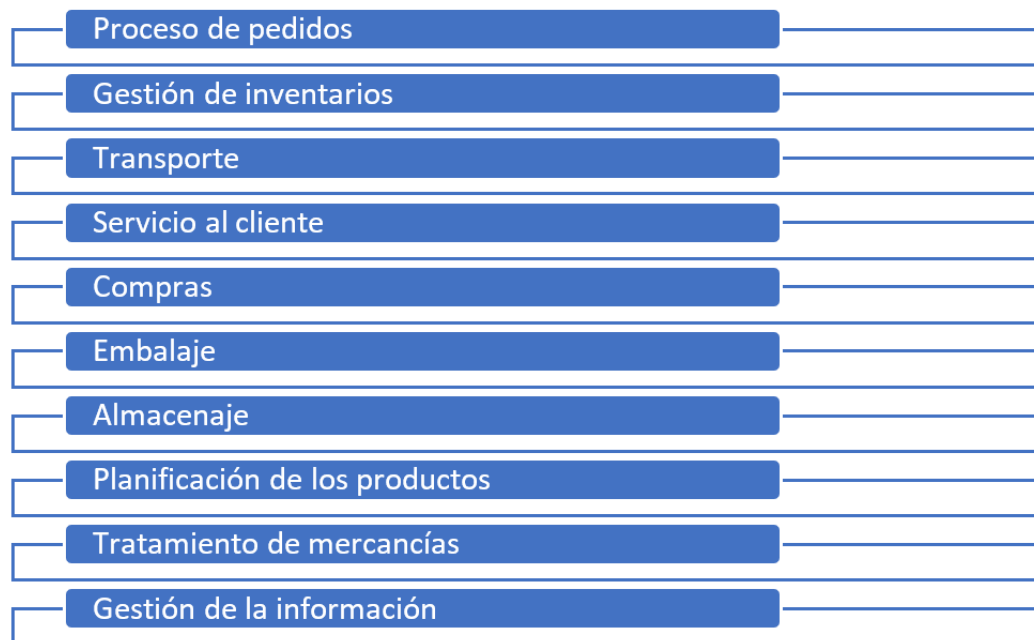 Proceso de pedidos
Gestión de inventarios
Transporte
Servicio al cliente
Compras
Embalaje
Almacenaje
Planificación de los productos
Tratamiento de mercancías
Gestión de la información